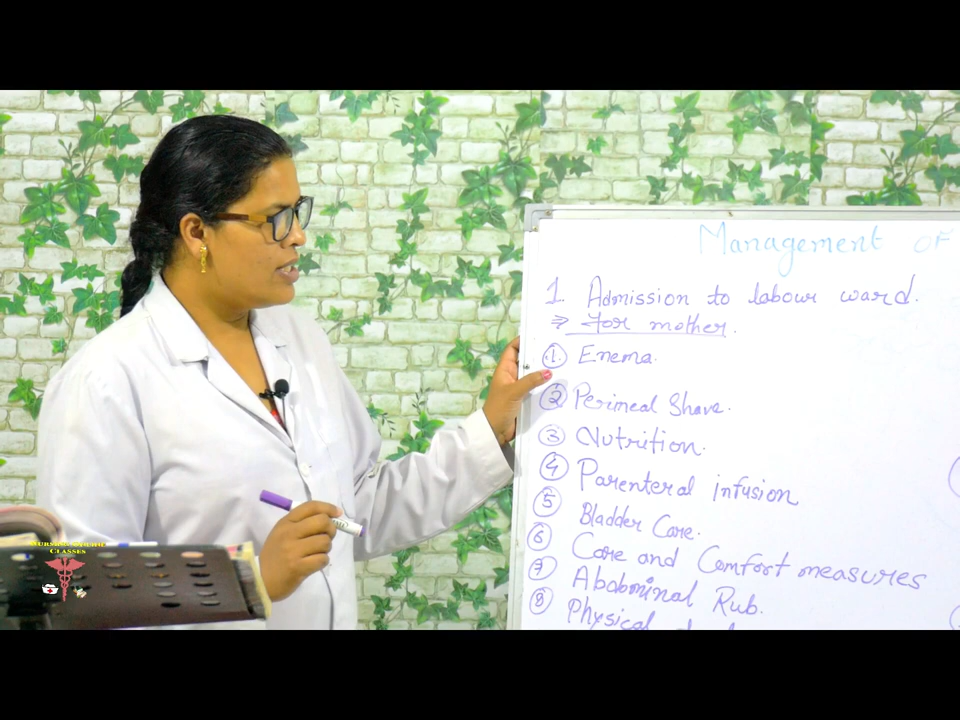 Management OF
1. Admission to labour ward.
⇒ for mother.
① Enema.
② Perineal Shave.
③ Nutrition.
④ Parenteral infusion
⑤ Bladder Care.
⑥ Care and Comfort measures
⑦ Abdominal Rub.
⑧ Physical
CLASSES